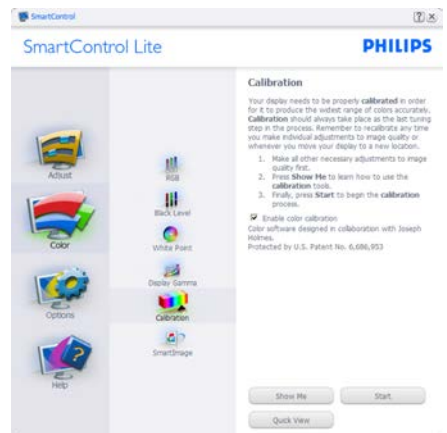 SmartControl
SmartControl Lite
PHILIPS
Adjust
Color
Options
Help
RGB
Black Level
White Point
Display Gamma
Calibration
SmartImage
Calibration
Your display needs to be properly calibrated in order
for it to produce the widest range of colors accurately.
Calibration should always take place as the last tuning
step in the process. Remember to recalibrate any time
you make individual adjustments to image quality or
whenever you move your display to a new location.
1. Make all other necessary adjustments to image
quality first.
2. Press Show Me to learn how to use the
calibration tools.
3. Finally, press Start to begin the calibration
process.
Enable color calibration
Color software designed in collaboration with Joseph
Holmes.
Protected by U.S. Patent No. 6,686,953
Show Me
Start
Quick View